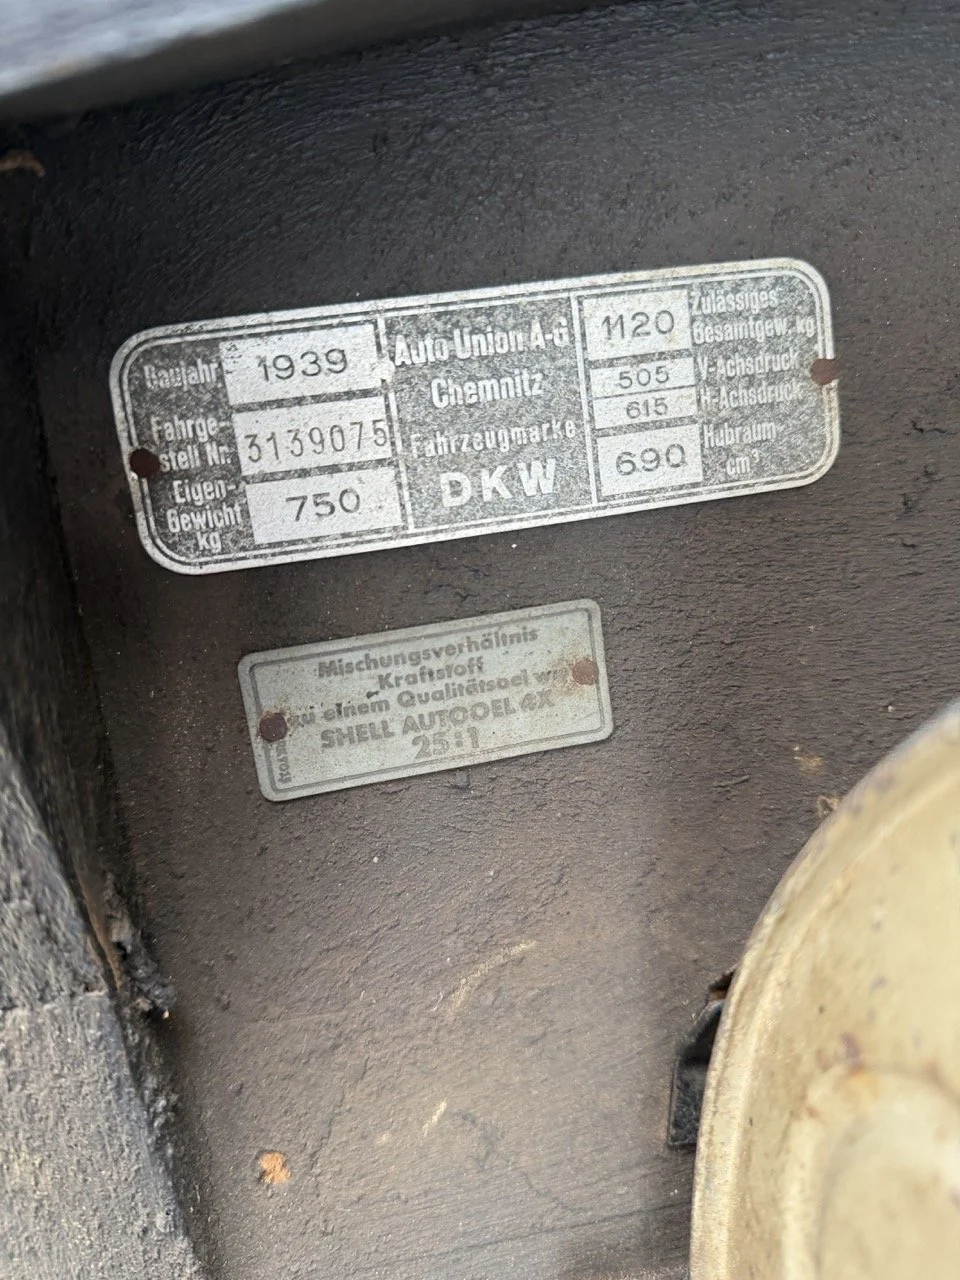 Baujahr 1939
Fahrge-
stell Nr. 3139075
Eigen-
Gewicht 750
kg
Auto Union A-G
Chemnitz
Fahrzeugmarke
DKW
1120 Zulässiges
Gesamtgew. kg
505 V-Achsdruck
615 H-Achsdruck
690 Hubraum
cm³
Mischungsverhältnis
Kraftstoff
zu einem Qualitätsoel wie
SHELL AUTOOEL 4X
25:1